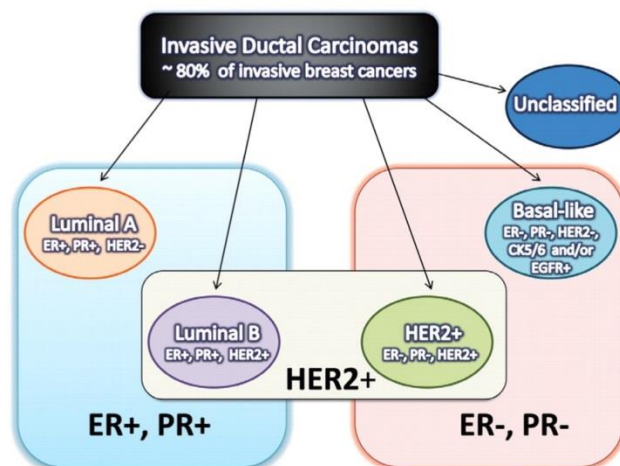 Invasive Ductal Carcinomas
~ 80% of invasive breast cancers
Unclassified
Luminal A
ER+, PR+, HER2-
Basal-like
ER-, PR-, HER2-,
CK5/6 and/or
EGFR+
Luminal B
ER+, PR+, HER2+
HER2+
ER-, PR-, HER2+
HER2+
ER+, PR+
ER-, PR-